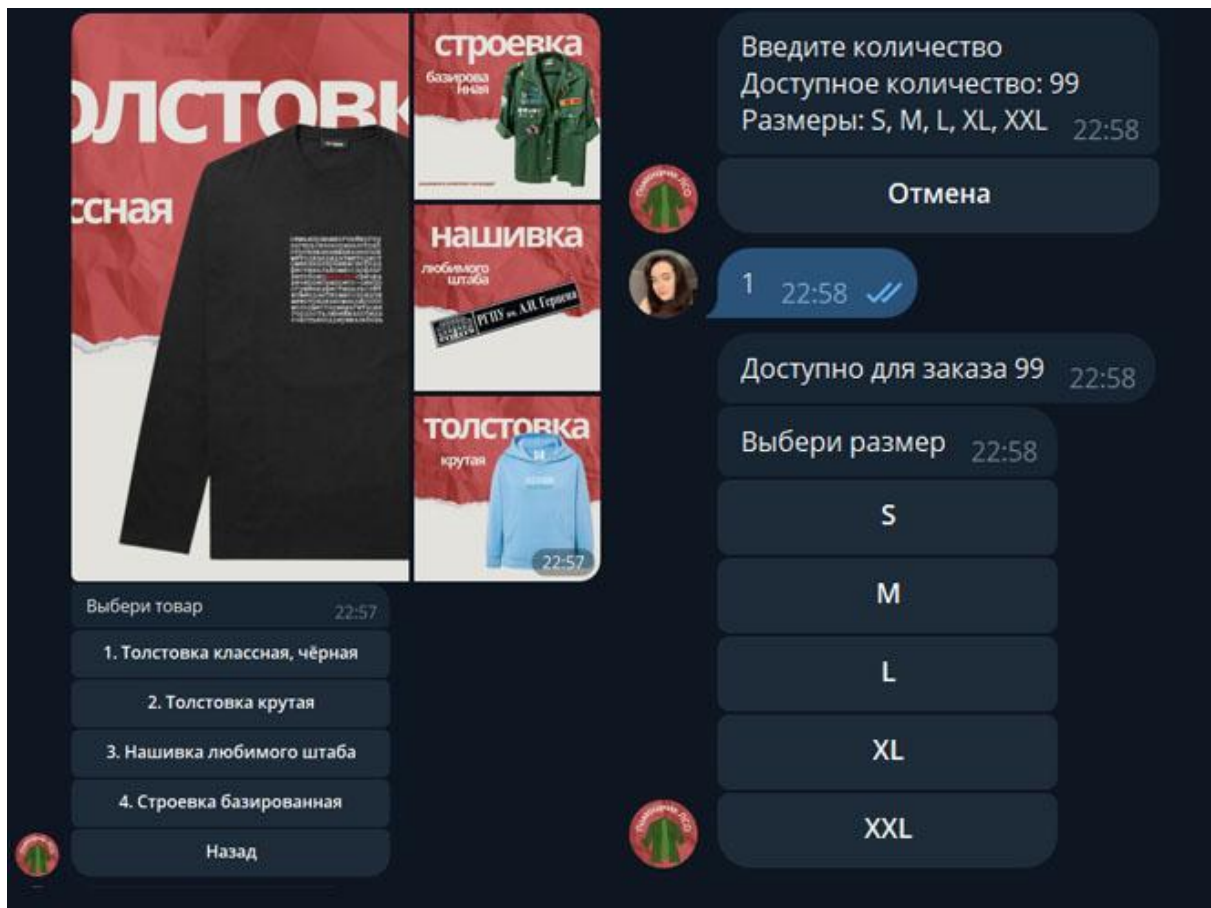 олстовк
ссная
строевка
базирова
нная
нашивка
любимого
штаба
РГПУ им. А.И. Герцена
толстовка
крутая
22:57
Выбери товар 22:57
1. Толстовка классная, чёрная
2. Толстовка крутая
3. Нашивка любимого штаба
4. Строевка базированная
Назад
Введите количество
Доступное количество: 99
Размеры: S, M, L, XL, XXL 22:58
Отмена
1 22:58
Доступно для заказа 99 22:58
Выбери размер 22:58
S
M
L
XL
XXL